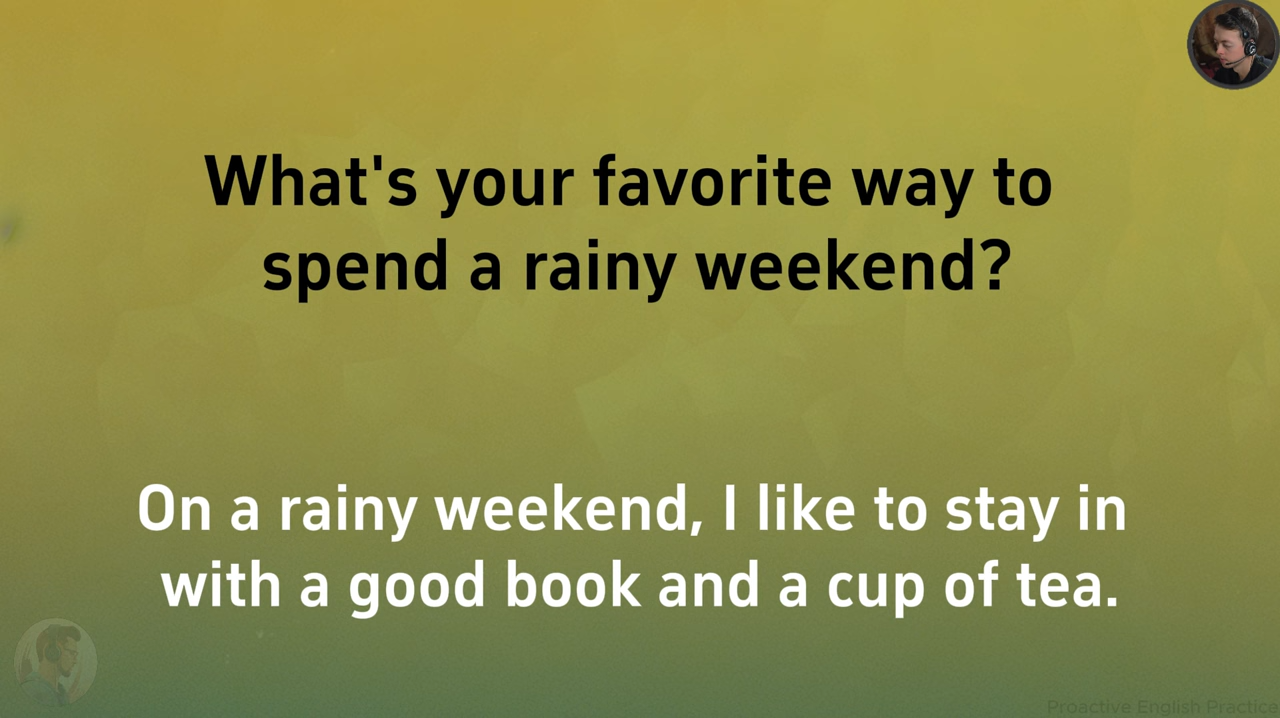 What's your favorite way to
spend a rainy weekend?
On a rainy weekend, I like to stay in
with a good book and a cup of tea.
Proactive English Practice